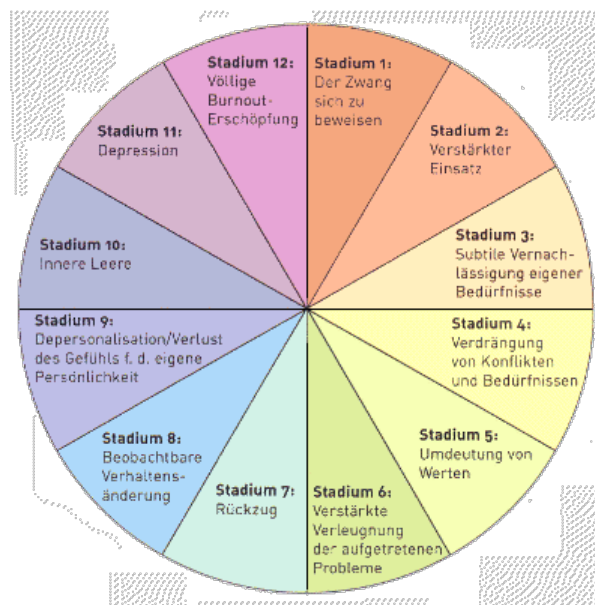 Stadium 1:
Der Zwang
sich zu
beweisen
Stadium 2:
Verstärkter
Einsatz
Stadium 3:
Subtile Vernach-
lässigung eigener
Bedürfnisse
Stadium 4:
Verdrängung
von Konflikten
und Bedürfnissen
Stadium 5:
Umdeutung von
Werten
Stadium 6:
Verstärkte
Verleugnung
der aufgetretenen
Probleme
Stadium 7:
Rückzug
Stadium 8:
Beobachtbare
Verhaltens-
änderung
Stadium 9:
Depersonalisation/Verlust
des Gefühls f. d. eigene
Persönlichkeit
Stadium 10:
Innere Leere
Stadium 11:
Depression
Stadium 12:
Völlige
Burnout-
Erschöpfung